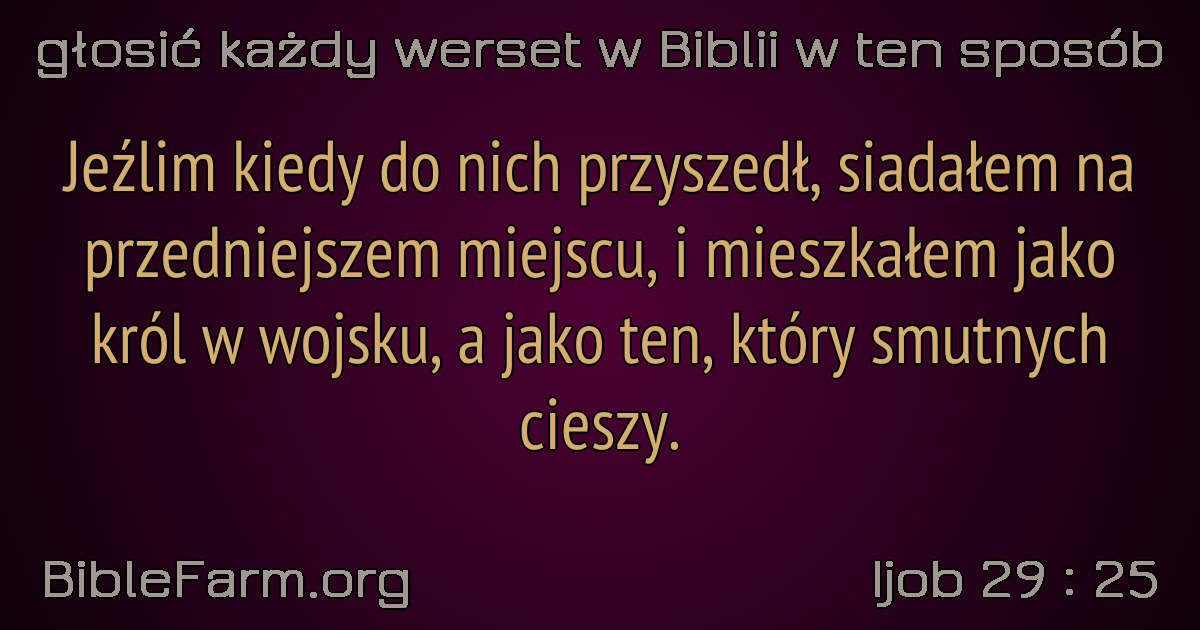 głosić każdy werset w Biblii w ten sposób
Jeźlim kiedy do nich przyszedł, siadałem na
przedniejszem miejscu, i mieszkałem jako
król w wojsku, a jako ten, który smutnych
cieszy.
BibleFarm.org
Ijob 29 : 25